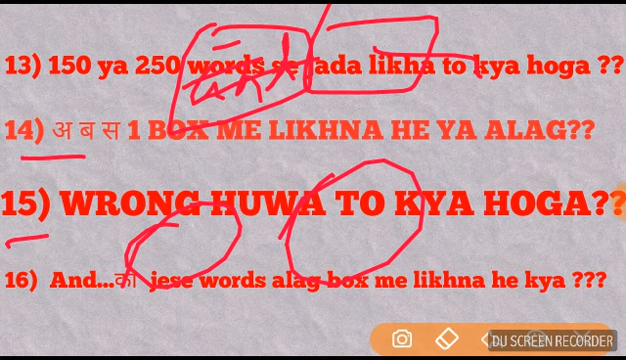 13) 150 ya 250 words se jada likha to kya hoga ??
14) अ ब स 1 BOX ME LIKHNA HE YA ALAG??
15) WRONG HUWA TO KYA HOGA??
16) And...की jese words alag box me likhna he kya ???
DU SCREEN RECORDER